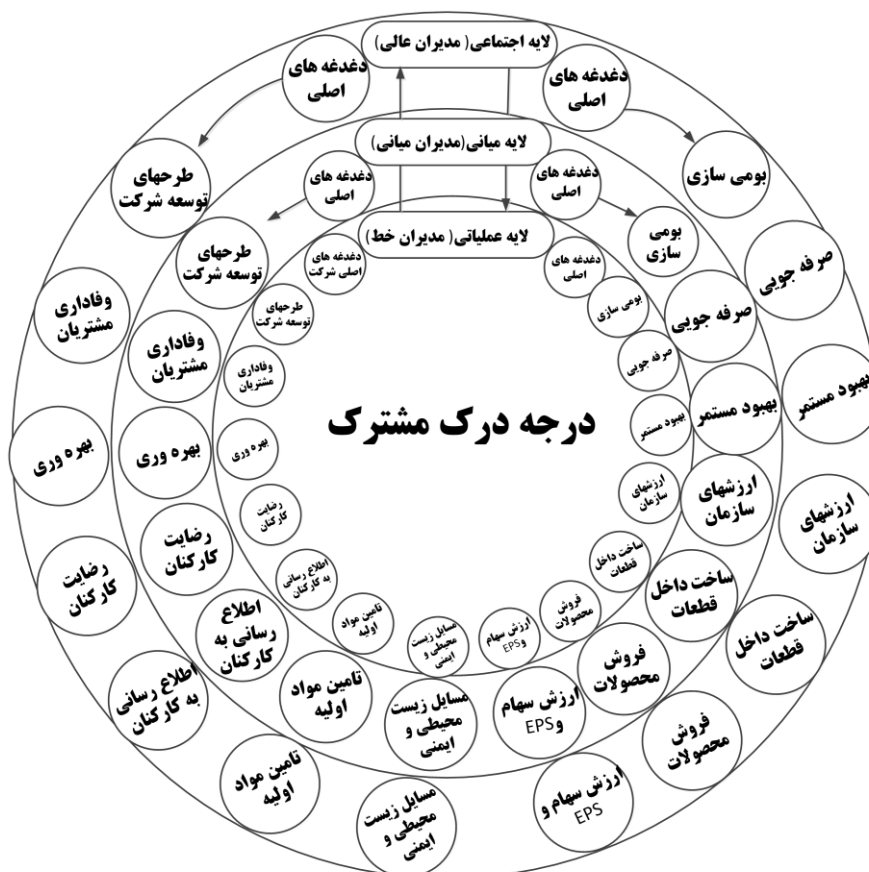 لایه اجتماعی( مدیران عالی)
دغدغه های
اصلی
بومی سازی
صرفه جویی
بهبود مستمر
ارزشهای
سازمان
ساخت داخل
قطعات
فروش
محصولات
ارزش سهام و
EPS
مسایل زیست
محیطی و
ایمنی
تامین مواد
اولیه
اطلاع رسانی
به کارکنان
رضایت
کارکنان
بهره وری
وفاداری
مشتریان
طرحهای
توسعه شرکت
دغدغه های
اصلی
لایه میانی(مدیران میانی)
دغدغه های
اصلی
بومی
سازی
صرفه جویی
بهبود مستمر
ارزشهای
سازمان
ساخت داخل
قطعات
فروش
محصولات
ارزش سهام
وEPS
مسایل زیست
محیطی و
ایمنی
تامین مواد
اولیه
اطلاع
رسانی به
کارکنان
رضایت
کارکنان
بهره وری
وفاداری
مشتریان
طرحهای
توسعه شرکت
دغدغه های
اصلی
لایه عملیاتی( مدیران خط)
دغدغه های
اصلی
بومی سازی
صرفه جویی
بهبود مستمر
ارزشهای
سازمان
ساخت داخل
قطعات
فروش
محصولات
ارزش سهام
وEPS
مسایل زیست
محیطی و
ایمنی
تامین مواد
اولیه
اطلاع رسانی
به کارکنان
رضایت
کارکنان
بهره وری
وفاداری
مشتریان
طرحهای
توسعه شرکت
دغدغه های
اصلی شرکت
درجه درک مشترک